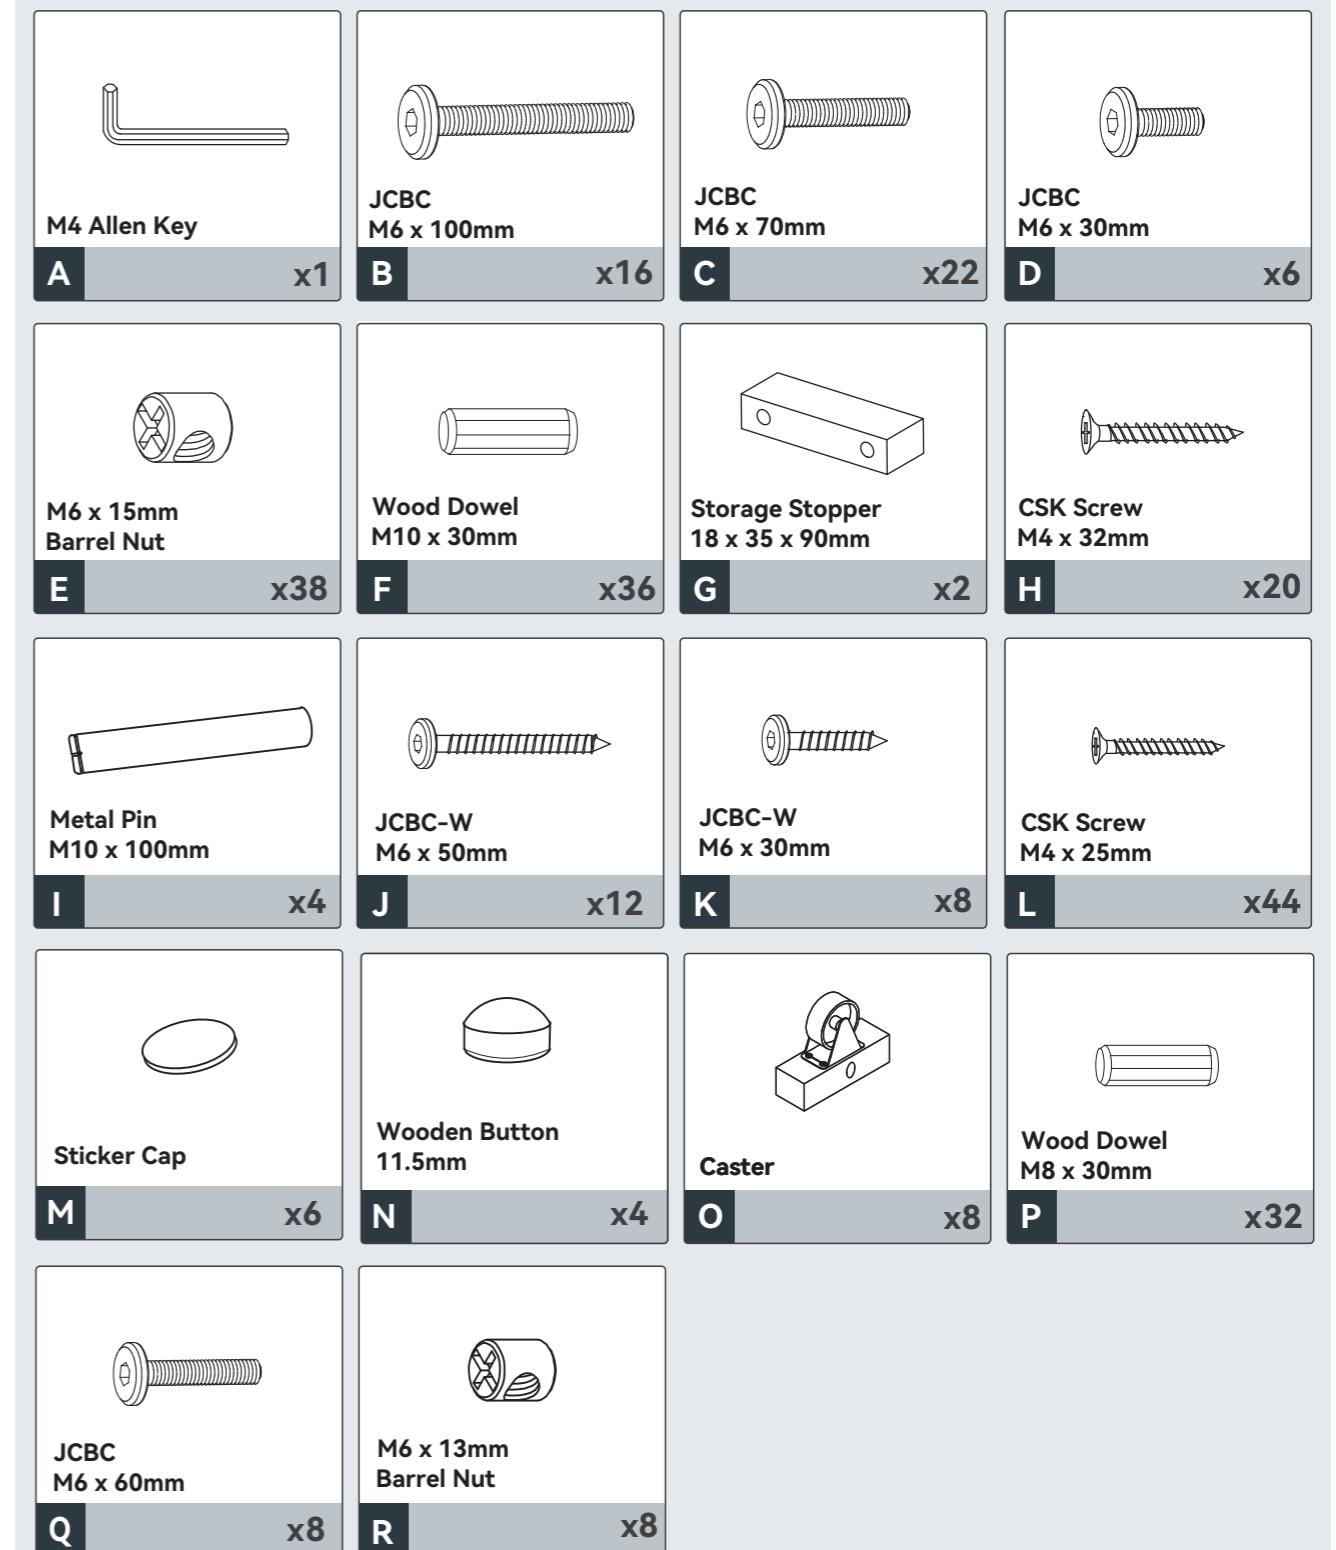 M4 Allen Key
A x1
JCBC
M6 x 100mm
B x16
JCBC
M6 x 70mm
C x22
JCBC
M6 x 30mm
D x6
M6 x 15mm
Barrel Nut
E x38
Wood Dowel
M10 x 30mm
F x36
Storage Stopper
18 x 35 x 90mm
G x2
CSK Screw
M4 x 32mm
H x20
Metal Pin
M10 x 100mm
I x4
JCBC-W
M6 x 50mm
J x12
JCBC-W
M6 x 30mm
K x8
CSK Screw
M4 x 25mm
L x44
Sticker Cap
M x6
Wooden Button
11.5mm
N x4
Caster
O x8
Wood Dowel
M8 x 30mm
P x32
JCBC
M6 x 60mm
Q x8
M6 x 13mm
Barrel Nut
R x8